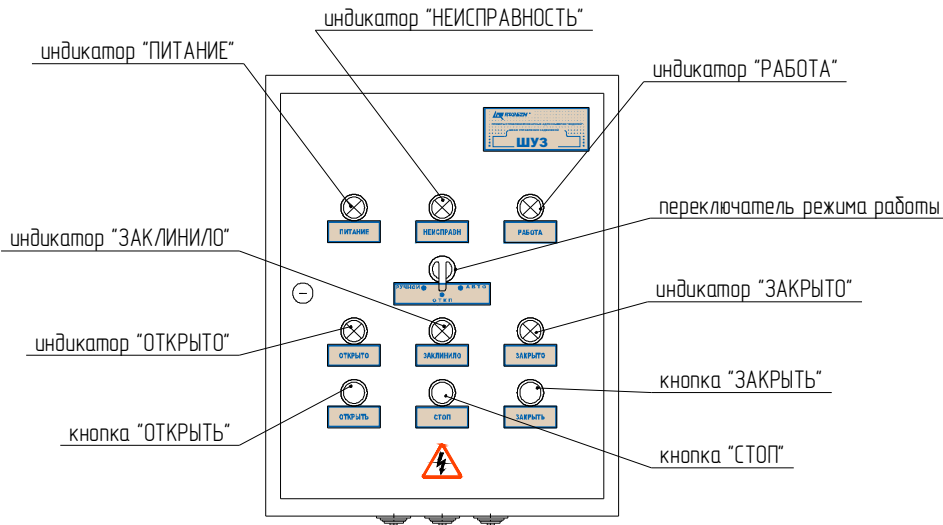 индикатор "НЕИСПРАВНОСТЬ"
индикатор "ПИТАНИЕ"
индикатор "РАБОТА"
ШУЗ
переключатель режима работы
ПИТАНИЕ
НЕИСПРАВН
РАБОТА
индикатор "ЗАКЛИНИЛО"
РУЧНОЙ
АВТО
ОТКЛ
индикатор "ЗАКРЫТО"
индикатор "ОТКРЫТО"
ОТКРЫТО
ЗАКЛИНИЛО
ЗАКРЫТО
кнопка "ЗАКРЫТЬ"
ОТКРЫТЬ
СТОП
ЗАКРЫТЬ
кнопка "ОТКРЫТЬ"
кнопка "СТОП"